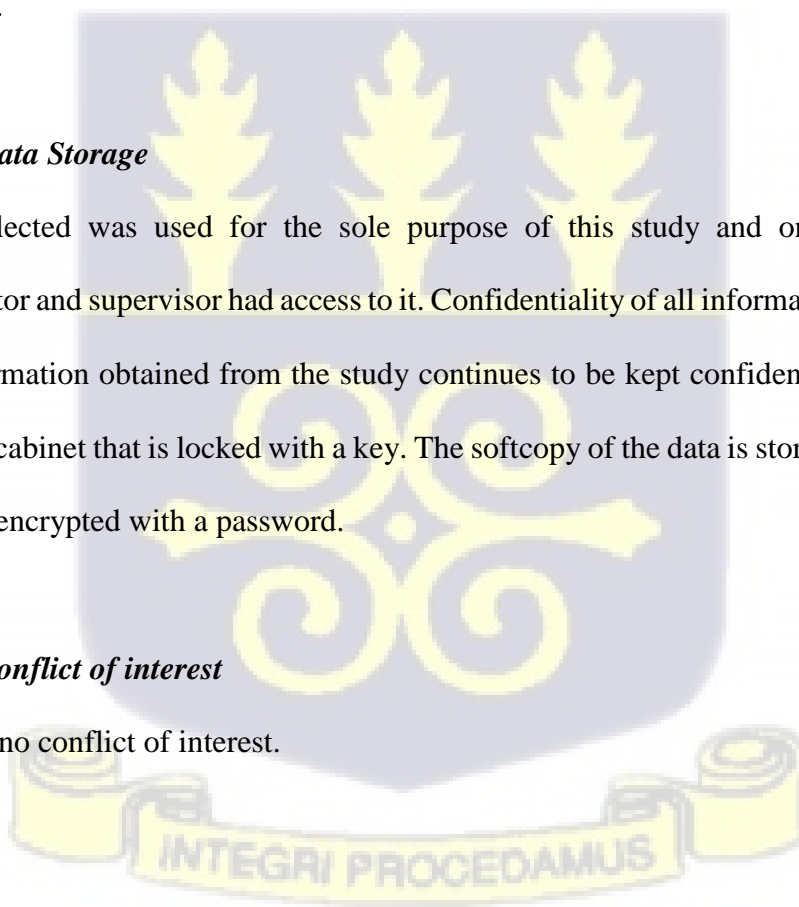 .
ata Storage
lected was used for the sole purpose of this study and or
tor and supervisor had access to it. Confidentiality of all informa
rmation obtained from the study continues to be kept confiden
cabinet that is locked with a key. The softcopy of the data is stor
encrypted with a password.
onflict of interest
no conflict of interest.
INTEGRI PROCEDAMUS